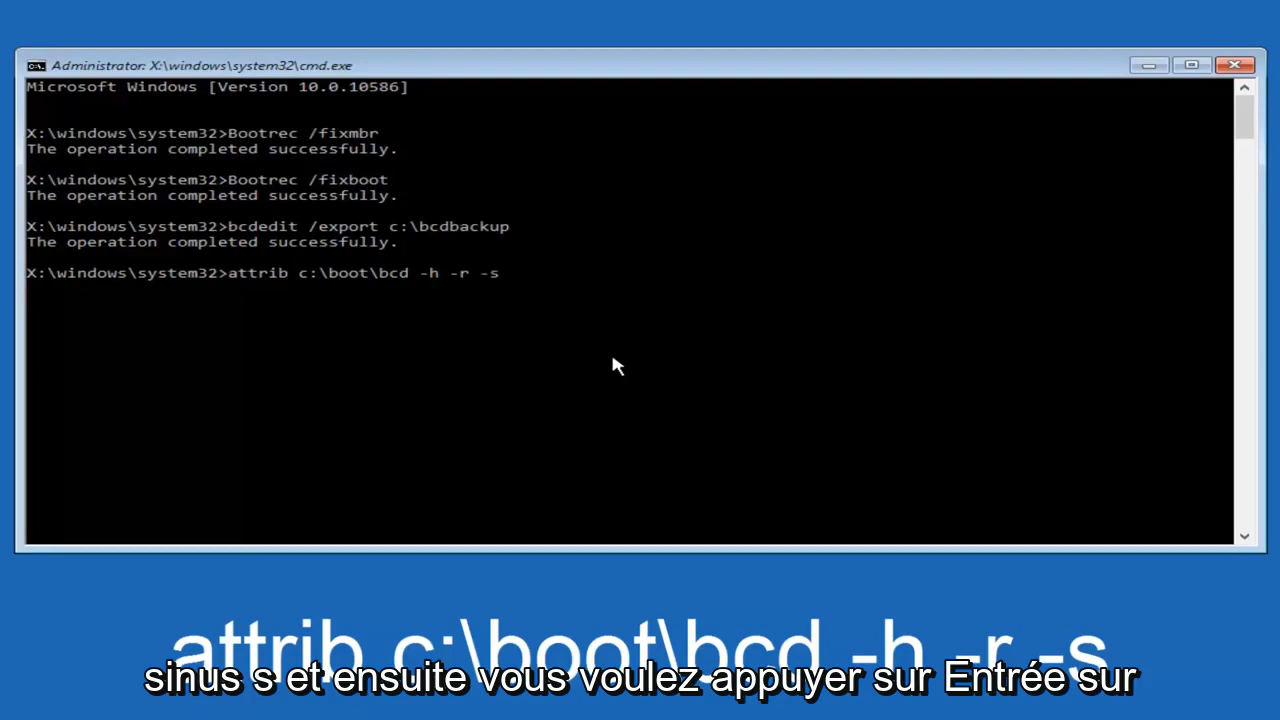 Administrator: X:\windows\system32\cmd.exe
Microsoft Windows [Version 10.0.10586]
X:\windows\system32>Bootrec /fixmbr
The operation completed successfully.
X:\windows\system32>Bootrec /fixboot
The operation completed successfully.
X:\windows\system32>bcdedit /export c:\bcdbackup
The operation completed successfully.
X:\windows\system32>attrib c:\boot\bcd -h -r -s
attrib c:\boot\bcd -h -r -s
sinus s et ensuite vous voulez appuyer sur Entrée sur